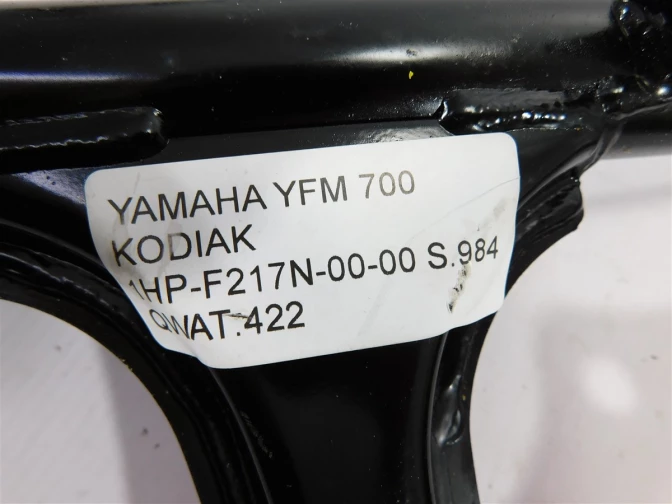 YAMAHA YFM 700
KODIAK
1HP-F217N-00-00 S.984
QWAT.422